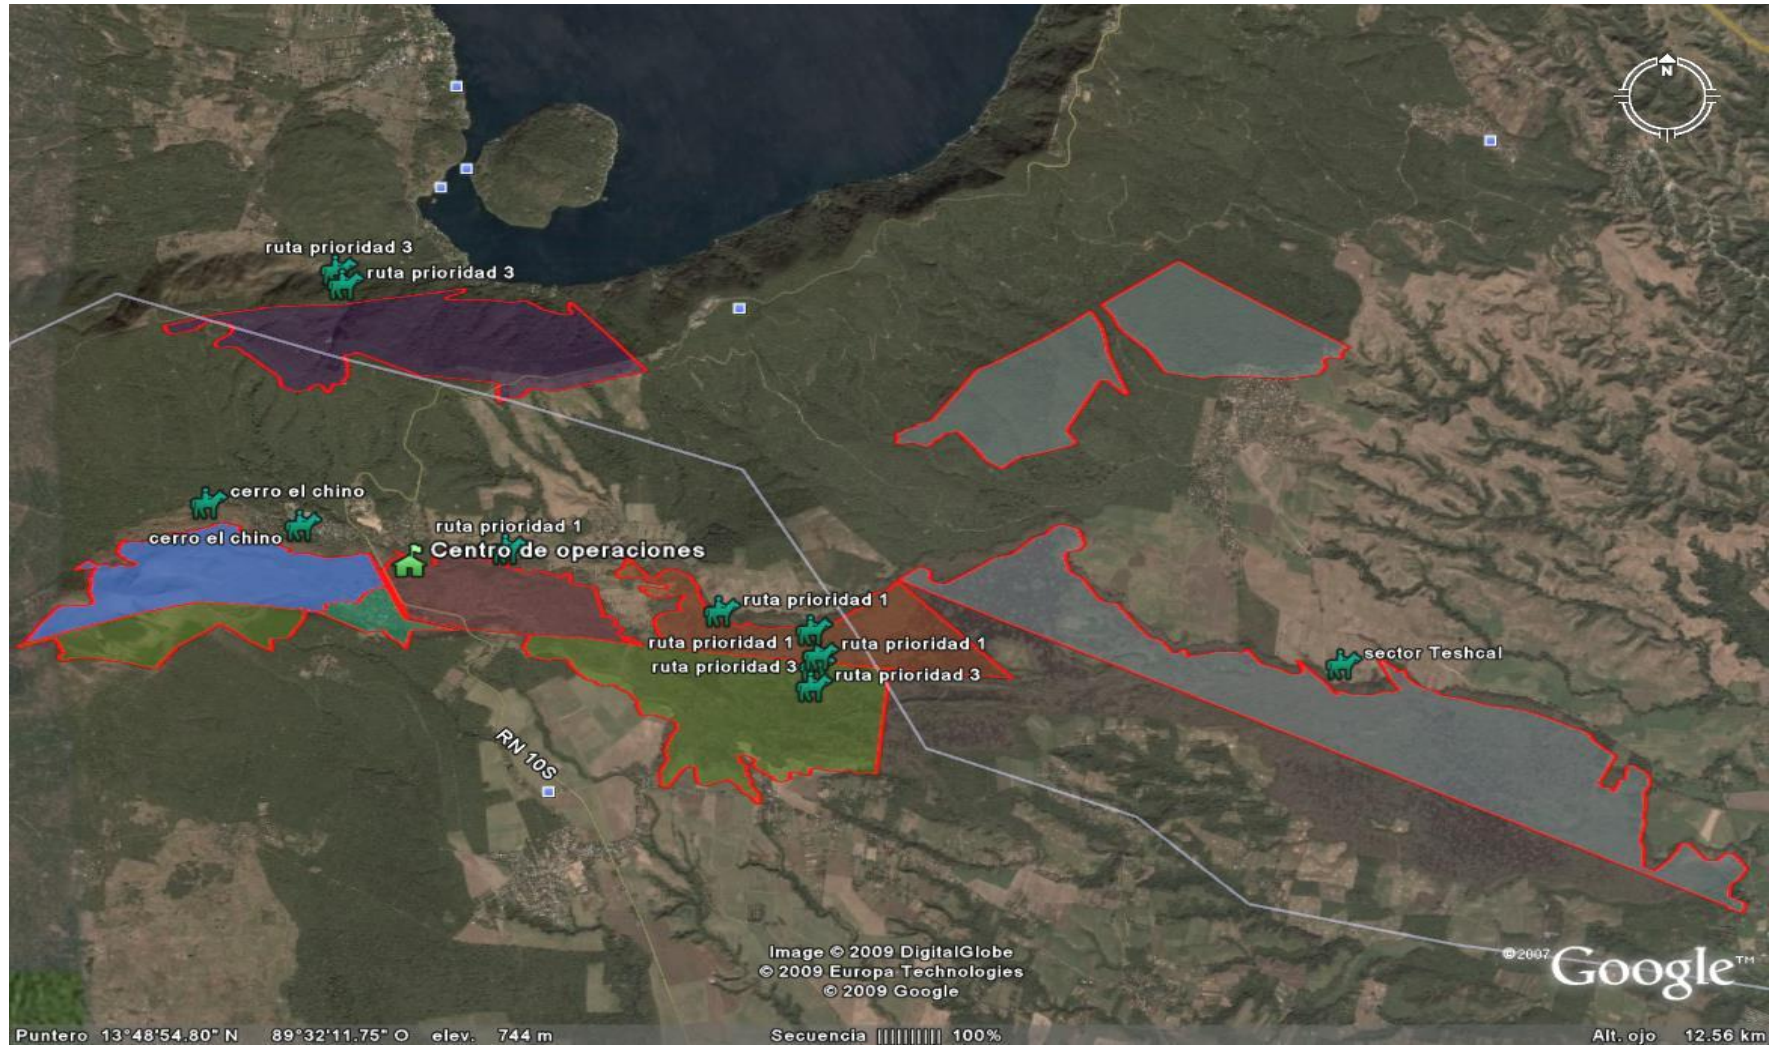 N
ruta prioridad 3
ruta prioridad 3
cerro el chino
cerro el chino
ruta prioridad 1
Centro de operaciones
ruta prioridad 1
ruta prioridad 1
ruta prioridad 1
ruta prioridad 3
ruta prioridad 3
sector Teshcal
RN 10S
Image © 2009 DigitalGlobe
© 2009 Europa Technologies
© 2009 Google
©2007 Google™
Puntero 13°48'54.80" N 89°32'11.75" O elev. 744 m Secuencia |||||||||| 100% Alt. ojo 12.56 km